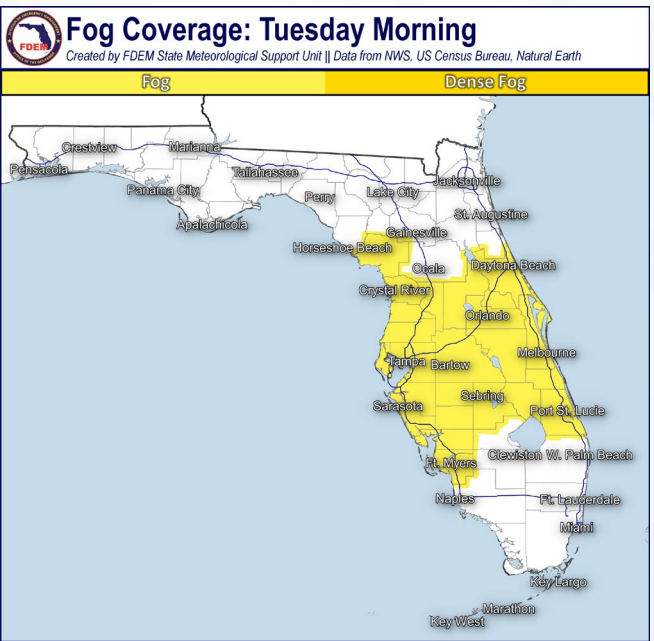 Fog Coverage: Tuesday Morning
FDEM
Created by FDEM State Meteorological Support Unit || Data from NWS, US Census Bureau, Natural Earth
Fog
Dense Fog
Crestview
Marianna
Pensacola
Tallahassee
Panama City
Perry
Lake City
Jacksonville
Apalachicola
St. Augustine
Gainesville
Horseshoe Beach
Ocala
Daytona Beach
Crystal River
Orlando
Tampa
Bartow
Melbourne
Sebring
Sarasota
Port St. Lucie
Ft. Myers
Clewiston
W. Palm Beach
Naples
Ft. Lauderdale
Miami
Key Largo
Marathon
Key West